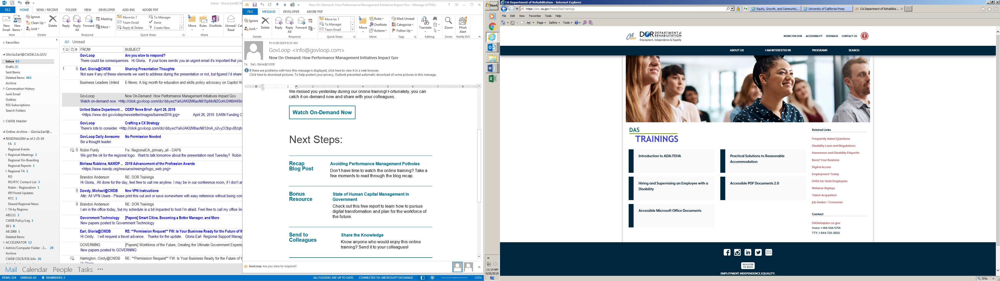 Inbox - Gloria.Earl@CW
FILE HOME SEND / RECEIVE FOLDER VIEW DEVELOPER ADD-INS ADOBE PDF
New Email
New Items
Ignore
Clean Up
Junk
Delete
Reply
Reply All
Forward
Meeting
More
Move to: ?
Team Email
Reply & Delete
To Manager
Done
Create New
Move
Rules
OneNote
Unread/ Read
New Delete Respond Quick Steps Move
Favorites
Gloria.Earl@CWDB.CA.GOV
Inbox 63
Drafts [4]
Sent Items
Deleted Items 463
Archive
Conversation History
Junk Email
Outbox
RSS Subscriptions
Search Folders
CWDB Master
Online Archive - Gloria.Earl@...
REGIONALISM as of 2-25-19
FA 3
Regional Events
Regional Meetings 1
Regional On-Boarding
Regional Reports 1
Regional TA 1
RO
RO/RTC Contact List 3
Robin - Regionalism 1
RPI Portal Updates
RTC 1
Shared Regional News
TA by Regions
AB1111 2
CWDB Policy/Leg 1
SB 1 8
AB 2060 1
Deleted Items
ACCELERATOR 12
Admin/Computer Folder - 2... 28
Archive
CWDB CDCR/P2E Info 26
All Unread
FROM SUBJECT
GovLoop Are you slow to respond?
There could be consequences. Hi Gloria, If your boss sends you an urgent email it's important that you
Earl, Gloria@CWDB Sharing Presentation Thoughts
Not sure if any of these elements we want to address during the presentation or not, but figured I'd share
Business Leaders United E-News: A big month for education and skills policy advocacy on Capitol Hi
GovLoop Now On-Demand: How Performance Management Initiatives Impact Gov
Watch on-demand now. <http://click.govloop.com/dc/-bbywzYaHJAKI2M6aoN815pMoN2GohU24t6iH4Sm
United States Department ... ODEP News Brief - April 26, 2019
<https://www.dol.gov/odep/newsletter/images/banner2016.jpg> April 26, 2019 EARN Funding O
GovLoop Crafting a CX Strategy
There's lots to consider. <http://click.govloop.com/dc/-bbywzYaHJAKI2M6aoN812mA_n2vyCObpvBfJqh
GovLoop Daily Awesome No Permission Needed
Be a thought leader.
Robin Purdy Fw: RegionalCA_primary_all - CAPS
We got the ok for the regional logo. Want to talk tomorrow about the presentation next Tuesday? Robin
Melissa Robbins, NAWDP ... 2019 Advancement of the Profession Awards
<https://www.nawdp.org/resource/resmgr/logo_web.png>
Brandon Anderson RE: DOR Trainings
Hi Gloria, All done for the day, feel free to call me anytime. I may be in our conference room, if I don't an
Dowdy, Michael@CWDB New VPN Instructions
Attn: All VPN Users - Please print this out and or save somewhere with easy reference without being con
Brandon Anderson RE: DOR Trainings
I am in the office today, but my schedule is a bit impacted to host I'm afraid. Feel free to call my office lin
Government Technology [Papers] Smart Cities, Becoming a Better Manager, and More
New papers posted to Government Technology
Earl, Gloria@CWDB RE: **Permission Request** FW: Is Your Business Ready for the Future of W
Hi Cindy. I will request a travel advance. Thanks for the update. Gloria Earl Regional Support Manag
GOVERNING [Papers] Workforce of the Future, Creating the Ultimate Government Experie
New papers posted to GOVERNING
Harrington, Cindy@CWDB RE: **Permission Request** FW: Is Your Business Ready for the Future of W
Hi Gloria
Mail Calendar People Tasks ...
ITEMS: 119 UNREAD: 63 REMINDERS: 2 ALL FOLDERS ARE UP TO DATE. CONNECTED TO: MICROSOFT EXCHANGE 100%
Now On-Demand: How Performance Management Initiatives Impact Gov - Message (HTML)
FILE MESSAGE DEVELOPER ADOBE PDF
Ignore
Junk
Delete
Reply
Reply All
Forward
Move to: ?
To Manager
Team Email
Move
Rules
OneNote
Actions
Mark Unread
Categorize
Follow Up
Translate
Zoom
Phish Alert
Delete Respond Quick Steps Move Tags Editing Zoom Notify ISO
Fri 4/26/2019 9:25 AM
GovLoop <info@govloop.com>
Now On-Demand: How Performance Management Initiatives Impact Gov
To Earl, Gloria@CWDB
If there are problems with how this message is displayed, click here to view it in a web browser.
Click here to download pictures. To help protect your privacy, Outlook prevented automatic download of some pictures in this message.
1 2 3 4 5 6 7 8
We missed you yesterday during our online training! Fortunately, you can
catch it on-demand now and share with your colleagues.
Watch On-Demand Now
Next Steps:
Recap Blog Post
Avoiding Performance Management Potholes
Don't have time to watch the online training? Take a
few moments to read through the blog recap.
Bonus Resource
State of Human Capital Management in
Government
Check out this free report to learn how to pursue
digital transformation and plan for the workforce of
the future.
Send to Colleagues
Share the Knowledge
Know anyone who would enjoy this online
training? Send it to your colleagues!
GovLoop Are you slow to respond?
Start
11:14 AM
4/26/2019
CA Department of Rehabilitation - Internet Explorer
https://dor.ca.gov/Home/DasTrainings
Equity, Growth, and Community...
University of California Press
CA Department of Rehabilita...
File Edit View Favorites Tools Help
Page Safety Tools
CA.GOV
DOR DEPARTMENT of REHABILITATION
Employment, Independence & Equality
WORK FOR DOR ACCESSIBILITY FEEDBACK CONTACT US
ABOUT US I AM INTERESTED IN PROGRAMS SEARCH
DAS
TRAININGS
Introduction to ADA/FEHA
Practical Solutions to Reasonable
Accommodation
Hiring and Supervising an Employee with a
Disability
Accessible PDF Documents 2.0
Accessible Microsoft Office Documents
Related Links
Frequently Asked Questions
Disability Laws and Regulations
Awareness and Disability Etiquette
Boost Your Business
Digital Access
Employment Today
DVDs for State Employees
Webinar Replays
Talent Acquisition
Job Seeker / Consumer
Contact
DASinfo@dor.ca.gov
Voice: 1-916-558-5755
TTY: 1-844-729-2800
REGISTER
TO VOTE
EMPLOYMENT.INDEPENDENCE.EQUALITY.
75%